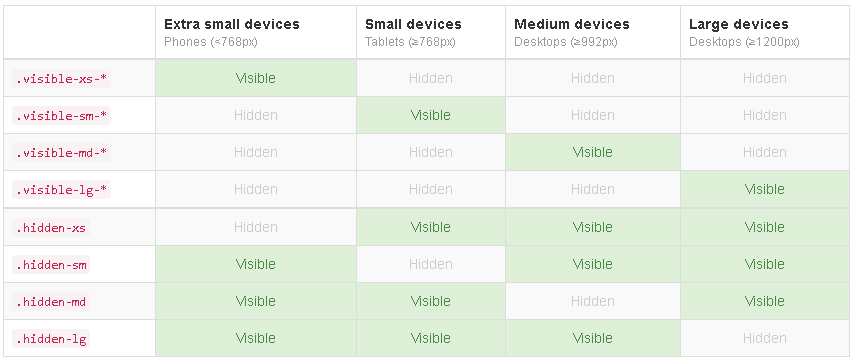 Extra small devices Small devices Medium devices Large devices
Phones (<768px) Tablets (≥768px) Desktops (≥992px) Desktops (≥1200px)
.visible-xs-* Visible Hidden Hidden Hidden
.visible-sm-* Hidden Visible Hidden Hidden
.visible-md-* Hidden Hidden Visible Hidden
.visible-lg-* Hidden Hidden Hidden Visible
.hidden-xs Hidden Visible Visible Visible
.hidden-sm Visible Hidden Visible Visible
.hidden-md Visible Visible Hidden Visible
.hidden-lg Visible Visible Visible Hidden